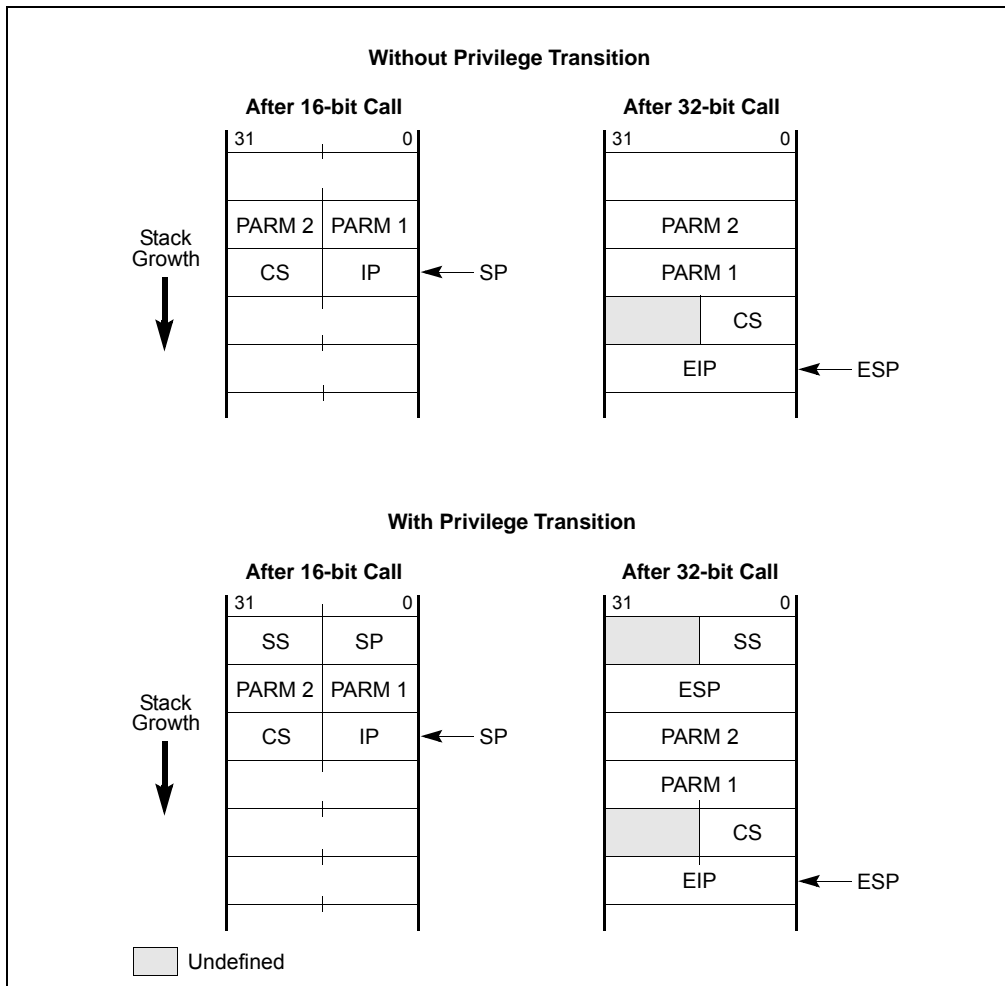 Without Privilege Transition
After 16-bit Call
After 32-bit Call
31 0
31 0
PARM 2 PARM 1
PARM 2
Stack
Growth
CS IP
SP
PARM 1
CS
EIP
ESP
With Privilege Transition
After 16-bit Call
After 32-bit Call
31 0
31 0
SS SP
SS
PARM 2 PARM 1
ESP
Stack
Growth
CS IP
SP
PARM 2
PARM 1
CS
EIP
ESP
Undefined